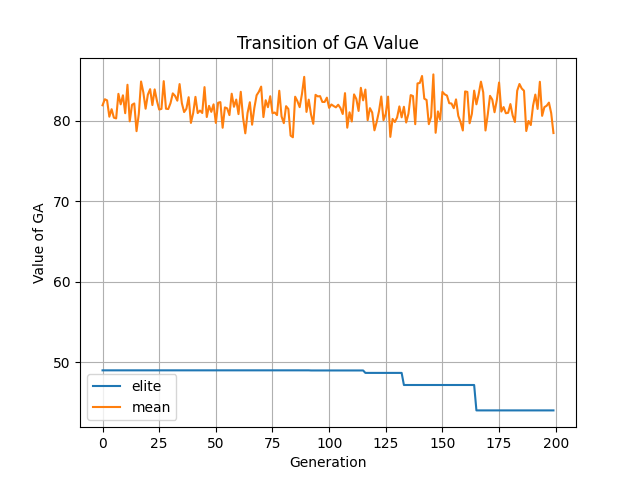 Transition of GA Value
Value of GA
80
70
60
50
elite
mean
0 25 50 75 100 125 150 175 200
Generation